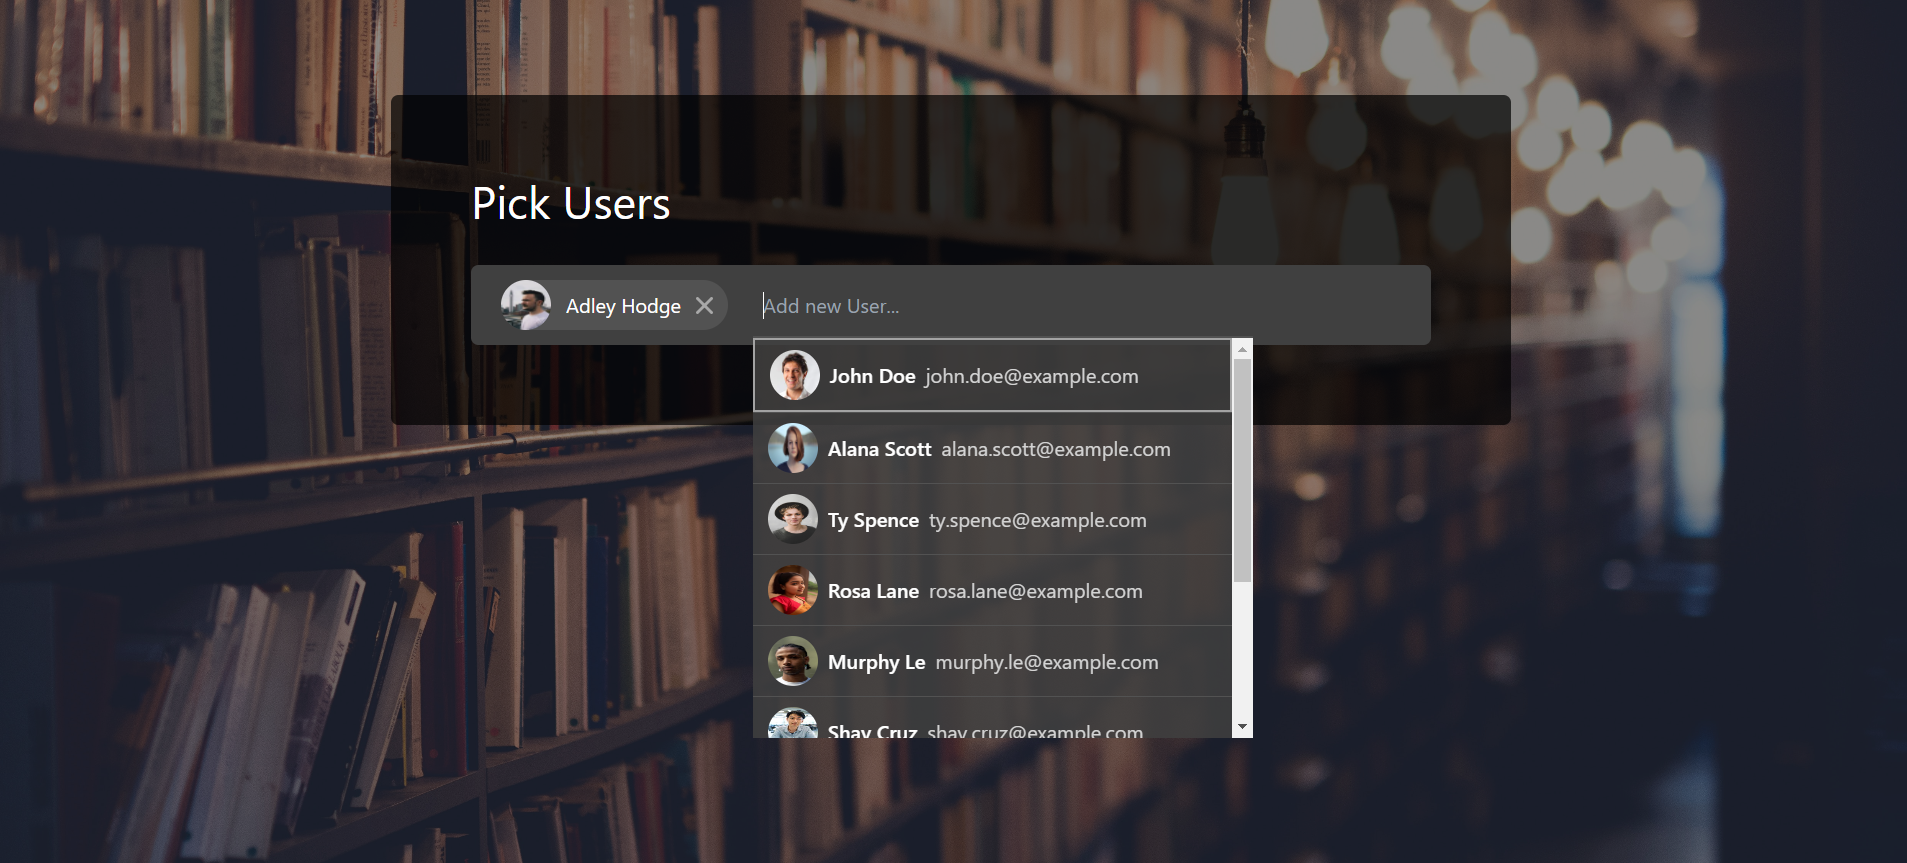 Pick Users
Adley Hodge Add new User...
John Doe john.doe@example.com
Alana Scott alana.scott@example.com
Ty Spence ty.spence@example.com
Rosa Lane rosa.lane@example.com
Murphy Le murphy.le@example.com
Shay Cruz shay.cruz@example.com